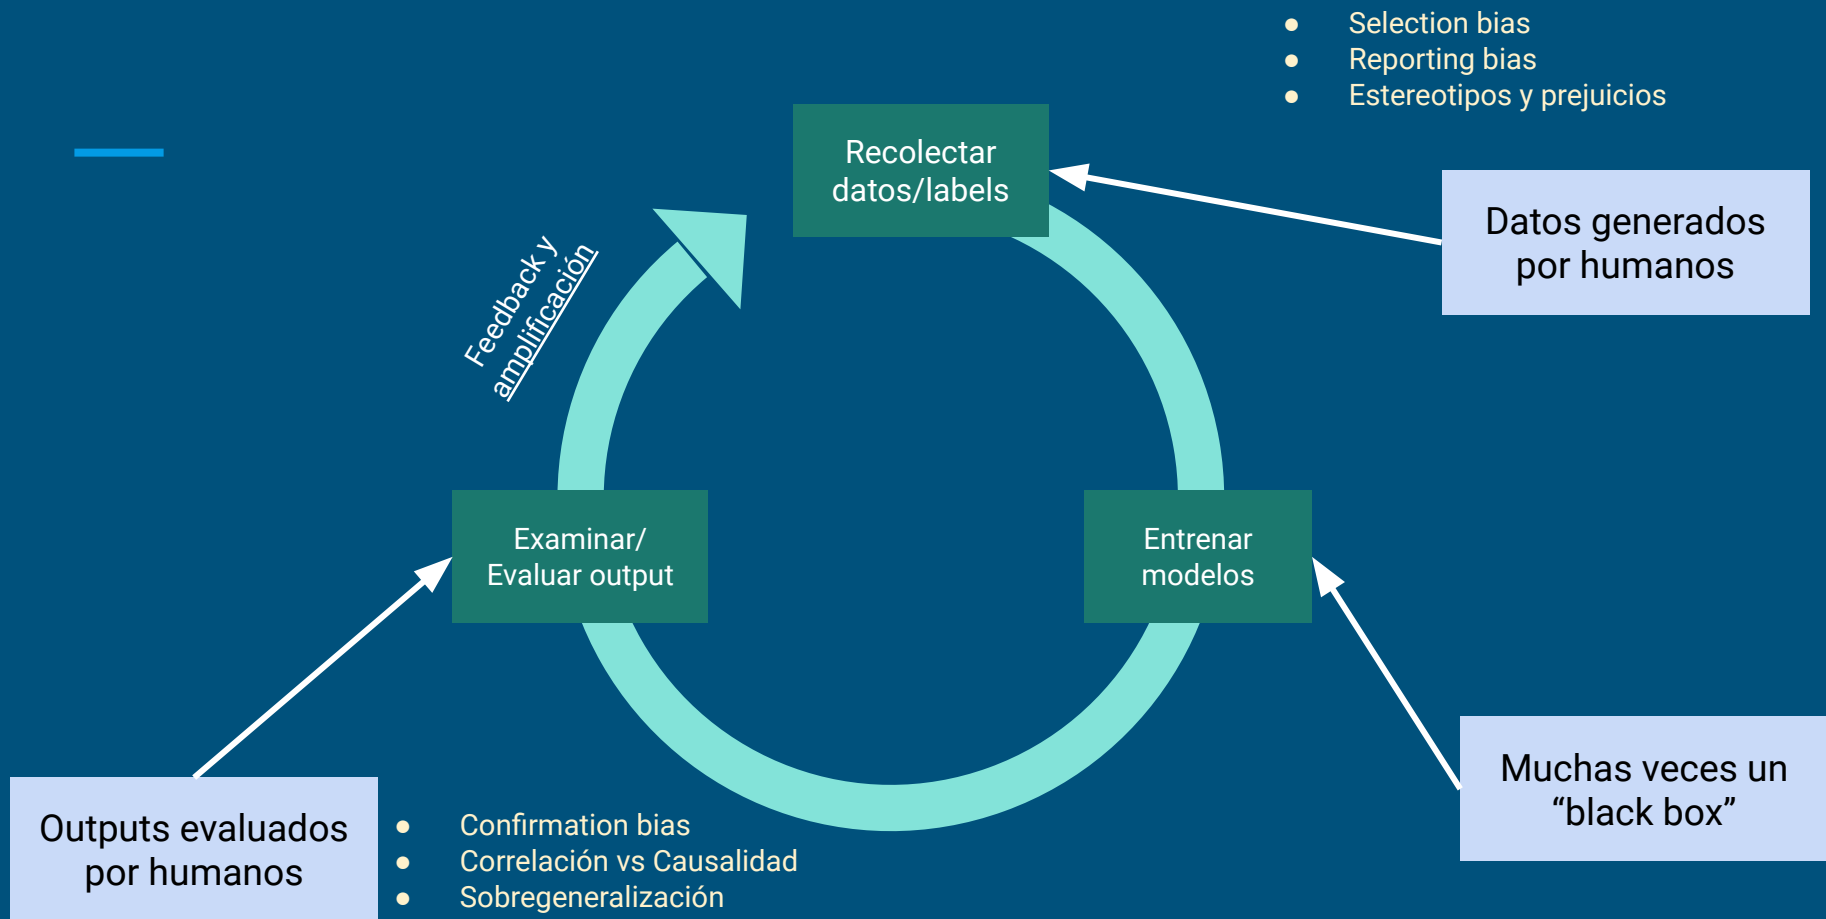 ● Selection bias
● Reporting bias
● Estereotipos y prejuicios
Recolectar
datos/labels
Datos generados
por humanos
Feedback y
amplificación
Examinar/
Evaluar output
Entrenar
modelos
Muchas veces un
“black box”
Outputs evaluados
por humanos
● Confirmation bias
● Correlación vs Causalidad
● Sobregeneralización